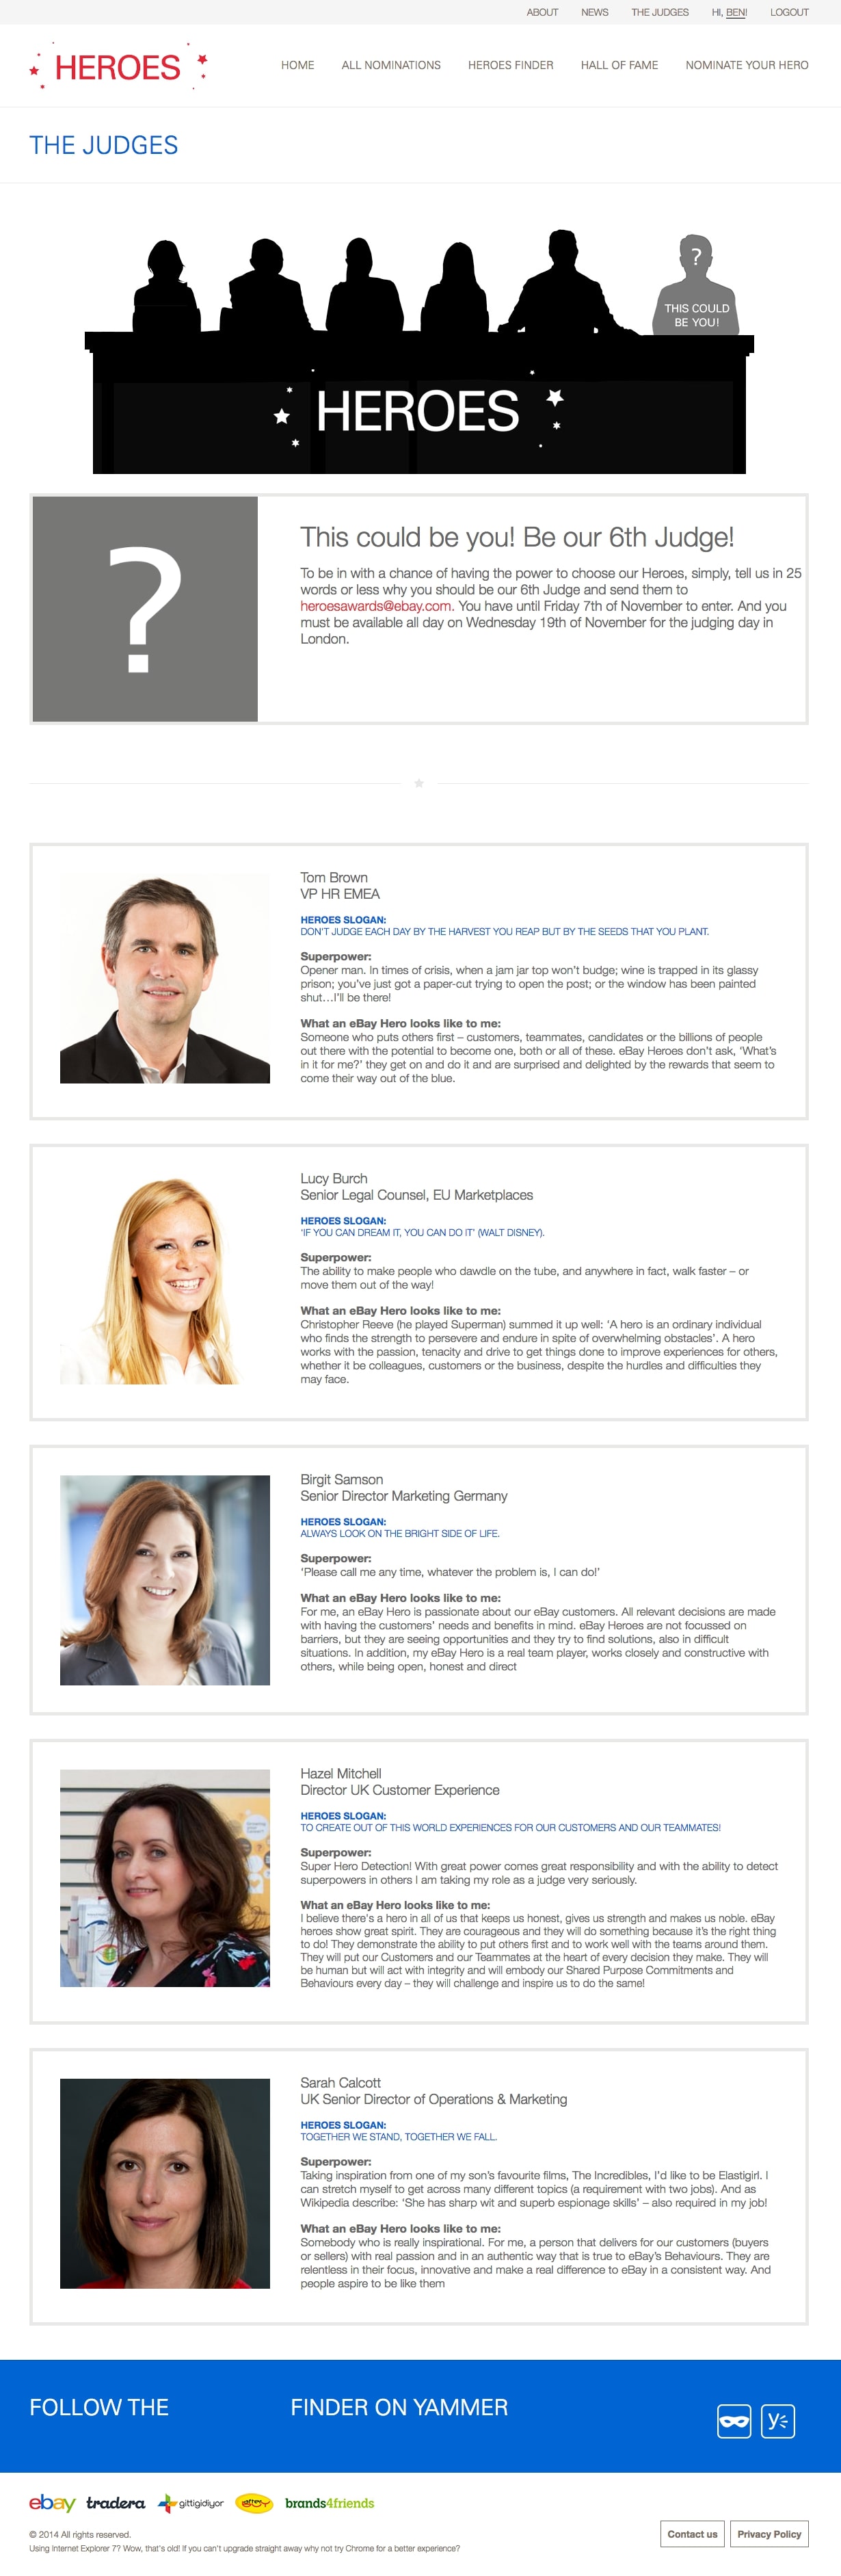 ABOUT NEWS THE JUDGES HI, BEN! LOGOUT
HEROES
HOME ALL NOMINATIONS HEROES FINDER HALL OF FAME NOMINATE YOUR HERO
THE JUDGES
?
THIS COULD
BE YOU!
HEROES
?
This could be you! Be our 6th Judge!
To be in with a chance of having the power to choose our Heroes, simply, tell us in 25
words or less why you should be our 6th Judge and send them to
heroesawards@ebay.com. You have until Friday 7th of November to enter. And you
must be available all day on Wednesday 19th of November for the judging day in
London.
Tom Brown
VP HR EMEA
HEROES SLOGAN:
DON'T JUDGE EACH DAY BY THE HARVEST YOU REAP BUT BY THE SEEDS THAT YOU PLANT.
Superpower:
Opener man. In times of crisis, when a jam jar top won't budge; wine is trapped in its glassy
prison; you've just got a paper-cut trying to open the post; or the window has been painted
shut…I'll be there!
What an eBay Hero looks like to me:
Someone who puts others first – customers, teammates, candidates or the billions of people
out there with the potential to become one, both or all of these. eBay Heroes don't ask, 'What's
in it for me?' they get on and do it and are surprised and delighted by the rewards that seem to
come their way out of the blue.
Lucy Burch
Senior Legal Counsel, EU Marketplaces
HEROES SLOGAN:
'IF YOU CAN DREAM IT, YOU CAN DO IT' (WALT DISNEY).
Superpower:
The ability to make people who dawdle on the tube, and anywhere in fact, walk faster – or
move them out of the way!
What an eBay Hero looks like to me:
Christopher Reeve (he played Superman) summed it up well: 'A hero is an ordinary individual
who finds the strength to persevere and endure in spite of overwhelming obstacles'. A hero
works with the passion, tenacity and drive to get things done to improve experiences for others,
whether it be colleagues, customers or the business, despite the hurdles and difficulties they
may face.
Birgit Samson
Senior Director Marketing Germany
HEROES SLOGAN:
ALWAYS LOOK ON THE BRIGHT SIDE OF LIFE.
Superpower:
'Please call me any time, whatever the problem is, I can do!'
What an eBay Hero looks like to me:
For me, an eBay Hero is passionate about our eBay customers. All relevant decisions are made
with having the customers' needs and benefits in mind. eBay Heroes are not focussed on
barriers, but they are seeing opportunities and they try to find solutions, also in difficult
situations. In addition, my eBay Hero is a real team player, works closely and constructive with
others, while being open, honest and direct
Hazel Mitchell
Director UK Customer Experience
HEROES SLOGAN:
TO CREATE OUT OF THIS WORLD EXPERIENCES FOR OUR CUSTOMERS AND OUR TEAMMATES!
Superpower:
Super Hero Detection! With great power comes great responsibility and with the ability to detect
superpowers in others I am taking my role as a judge very seriously.
What an eBay Hero looks like to me:
I believe there's a hero in all of us that keeps us honest, gives us strength and makes us noble. eBay
heroes show great spirit. They are courageous and they will do something because it's the right thing
to do! They demonstrate the ability to put others first and to work well with the teams around them.
They will put our Customers and our Teammates at the heart of every decision they make. They will
be human but will act with integrity and will embody our Shared Purpose Commitments and
Behaviours every day – they will challenge and inspire us to do the same!
Sarah Calcott
UK Senior Director of Operations & Marketing
HEROES SLOGAN:
TOGETHER WE STAND, TOGETHER WE FALL.
Superpower:
Taking inspiration from one of my son's favourite films, The Incredibles, I'd like to be Elastigirl. I
can stretch myself to get across many different topics (a requirement with two jobs). And as
Wikipedia describe: 'She has sharp wit and superb espionage skills' – also required in my job!
What an eBay Hero looks like to me:
Somebody who is really inspirational. For me, a person that delivers for our customers (buyers
or sellers) with real passion and in an authentic way that is true to eBay's Behaviours. They are
relentless in their focus, innovative and make a real difference to eBay in a consistent way. And
people aspire to be like them
FOLLOW THE FINDER ON YAMMER
ebay tradera gittigidiyor brands4friends
© 2014 All rights reserved.
Using Internet Explorer 7? Wow, that's old! If you can't upgrade straight away why not try Chrome for a better experience?
Contact us Privacy Policy